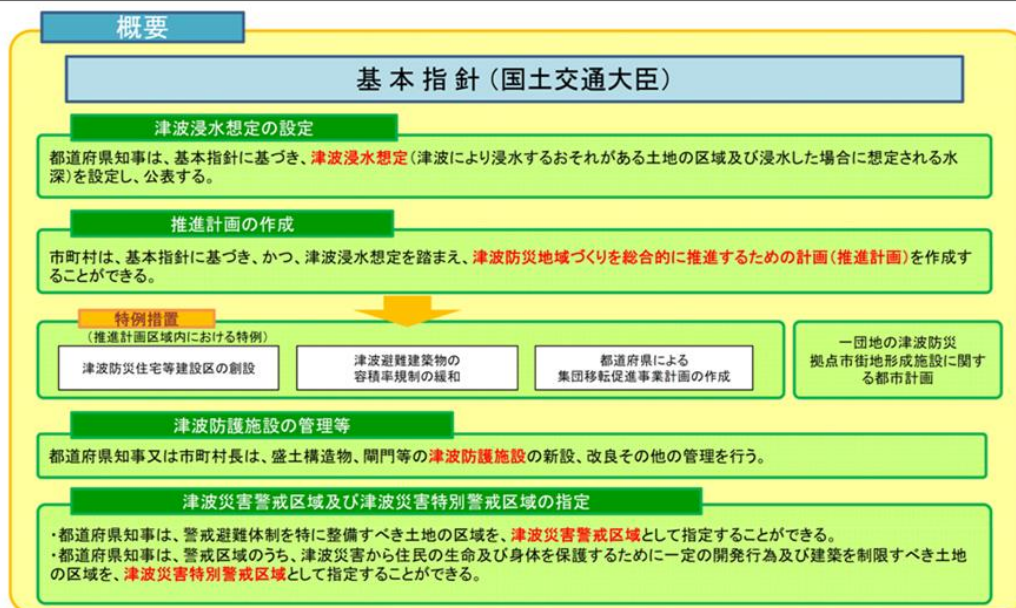 概要
基本指針（国土交通大臣）
津波浸水想定の設定
都道府県知事は、基本指針に基づき、津波浸水想定（津波により浸水するおそれがある土地の区域及び浸水した場合に想定される水
深）を設定し、公表する。
推進計画の作成
市町村は、基本指針に基づき、かつ、津波浸水想定を踏まえ、津波防災地域づくりを総合的に推進するための計画（推進計画）を作成す
ることができる。
特例措置
（推進計画区域内における特例）
津波防災住宅等建設区の創設
津波避難建築物の
容積率規制の緩和
都道府県による
集団移転促進事業計画の作成
一団地の津波防災
拠点市街地形成施設に関す
る都市計画
津波防護施設の管理等
都道府県知事又は市町村長は、盛土構造物、閘門等の津波防護施設の新設、改良その他の管理を行う。
津波災害警戒区域及び津波災害特別警戒区域の指定
・都道府県知事は、警戒避難体制を特に整備すべき土地の区域を、津波災害警戒区域として指定することができる。
・都道府県知事は、警戒区域のうち、津波災害から住民の生命及び身体を保護するために一定の開発行為及び建築を制限すべき土地
の区域を、津波災害特別警戒区域として指定することができる。